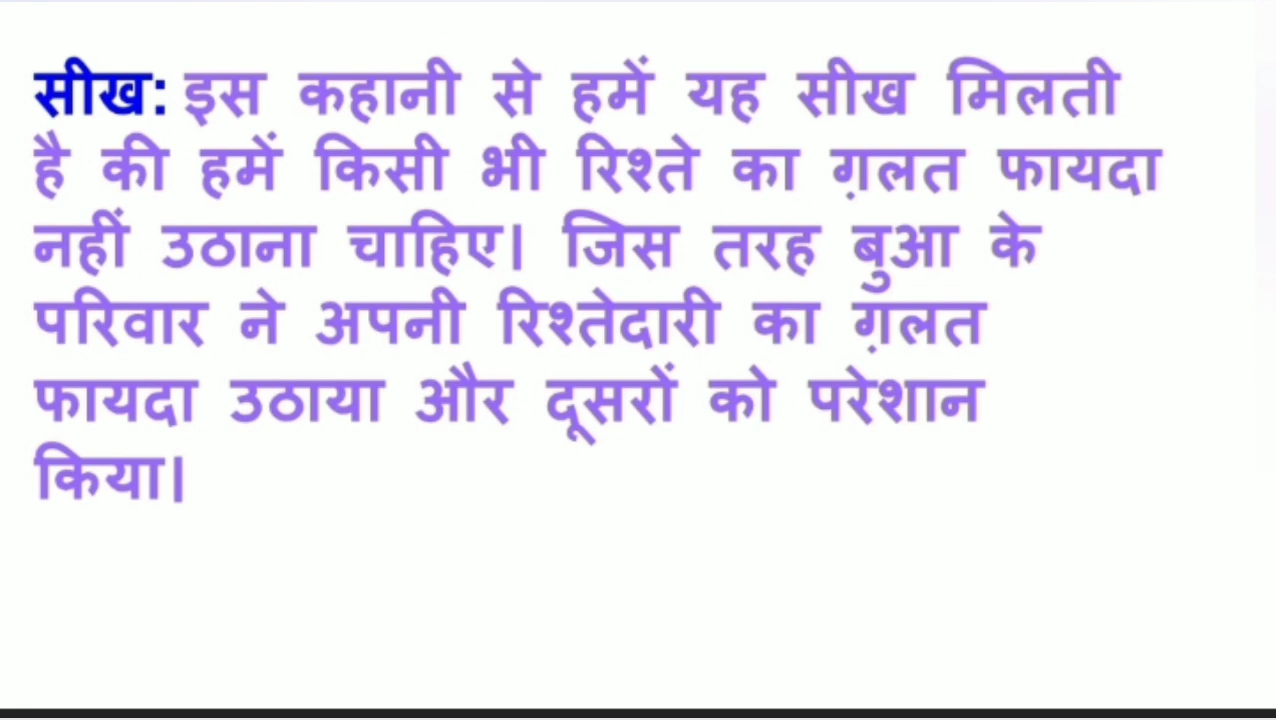 सीख: इस कहानी से हमें यह सीख मिलती
है की हमें किसी भी रिश्ते का ग़लत फायदा
नहीं उठाना चाहिए। जिस तरह बुआ के
परिवार ने अपनी रिश्तेदारी का ग़लत
फायदा उठाया और दूसरों को परेशान
किया।